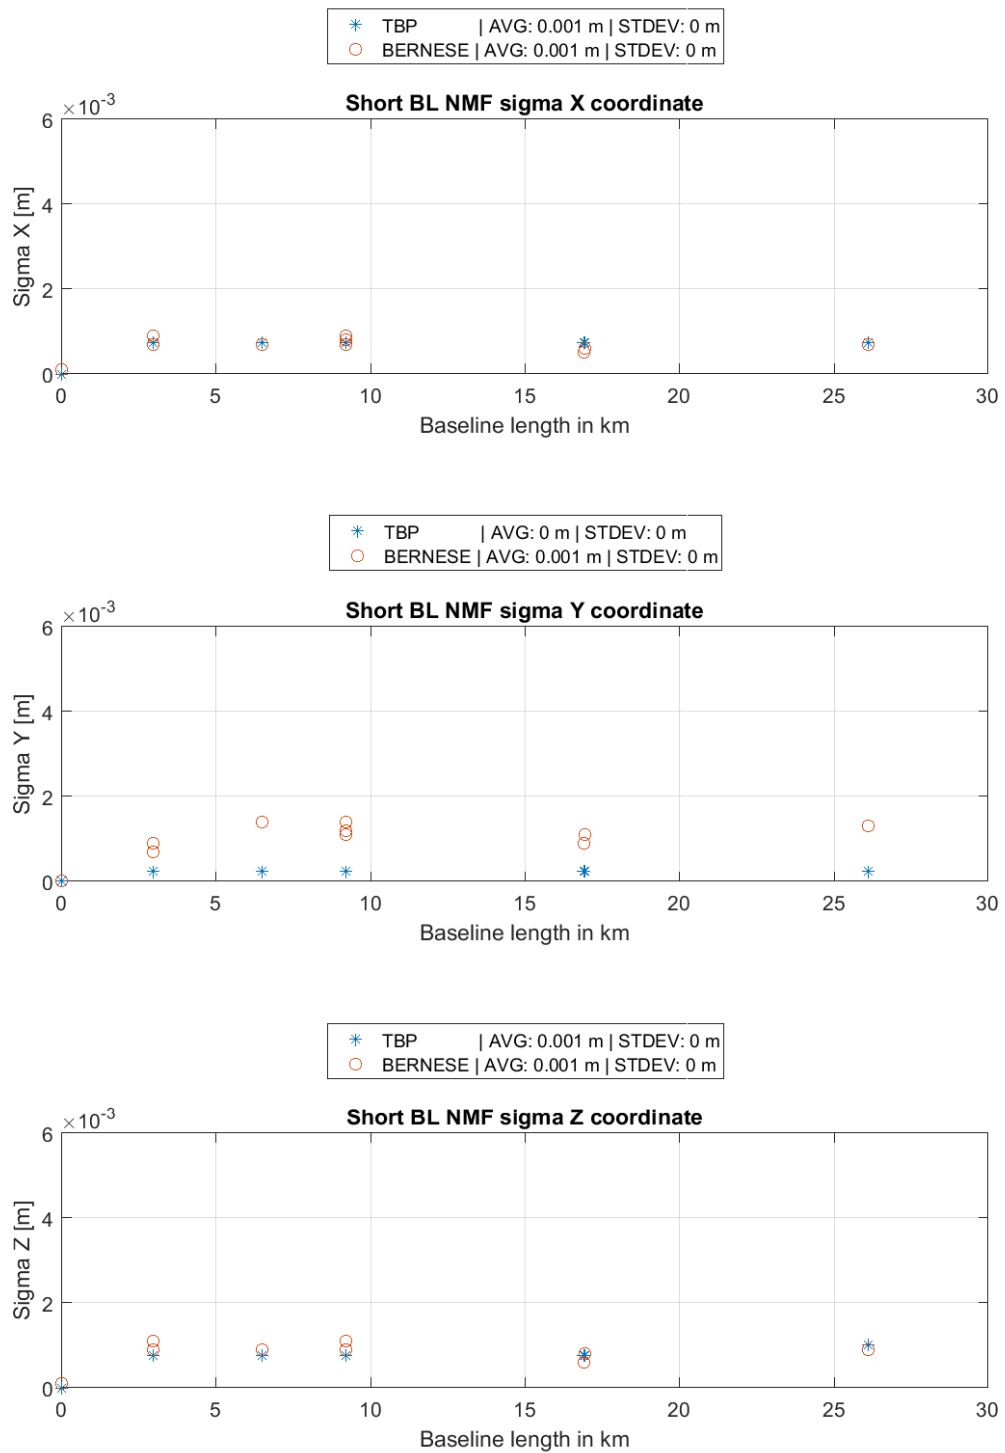 TBP | AVG: 0.001 m | STDEV: 0 m
BERNESE | AVG: 0.001 m | STDEV: 0 m
Short BL NMF sigma X coordinate
×10⁻³
6
4
2
0
Sigma X [m]
0 5 10 15 20 25 30
Baseline length in km
TBP | AVG: 0 m | STDEV: 0 m
BERNESE | AVG: 0.001 m | STDEV: 0 m
Short BL NMF sigma Y coordinate
×10⁻³
6
4
2
0
Sigma Y [m]
0 5 10 15 20 25 30
Baseline length in km
TBP | AVG: 0.001 m | STDEV: 0 m
BERNESE | AVG: 0.001 m | STDEV: 0 m
Short BL NMF sigma Z coordinate
×10⁻³
6
4
2
0
Sigma Z [m]
0 5 10 15 20 25 30
Baseline length in km